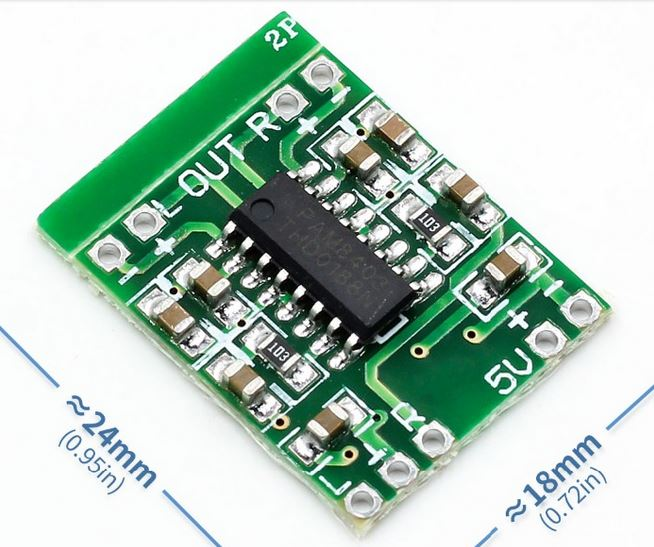 2P
R
OUT
L
+
-
- +
PAM8403
103
103
+ -
5V
R
⊥
L
≈24mm
(0.95in)
≈18mm
(0.72in)